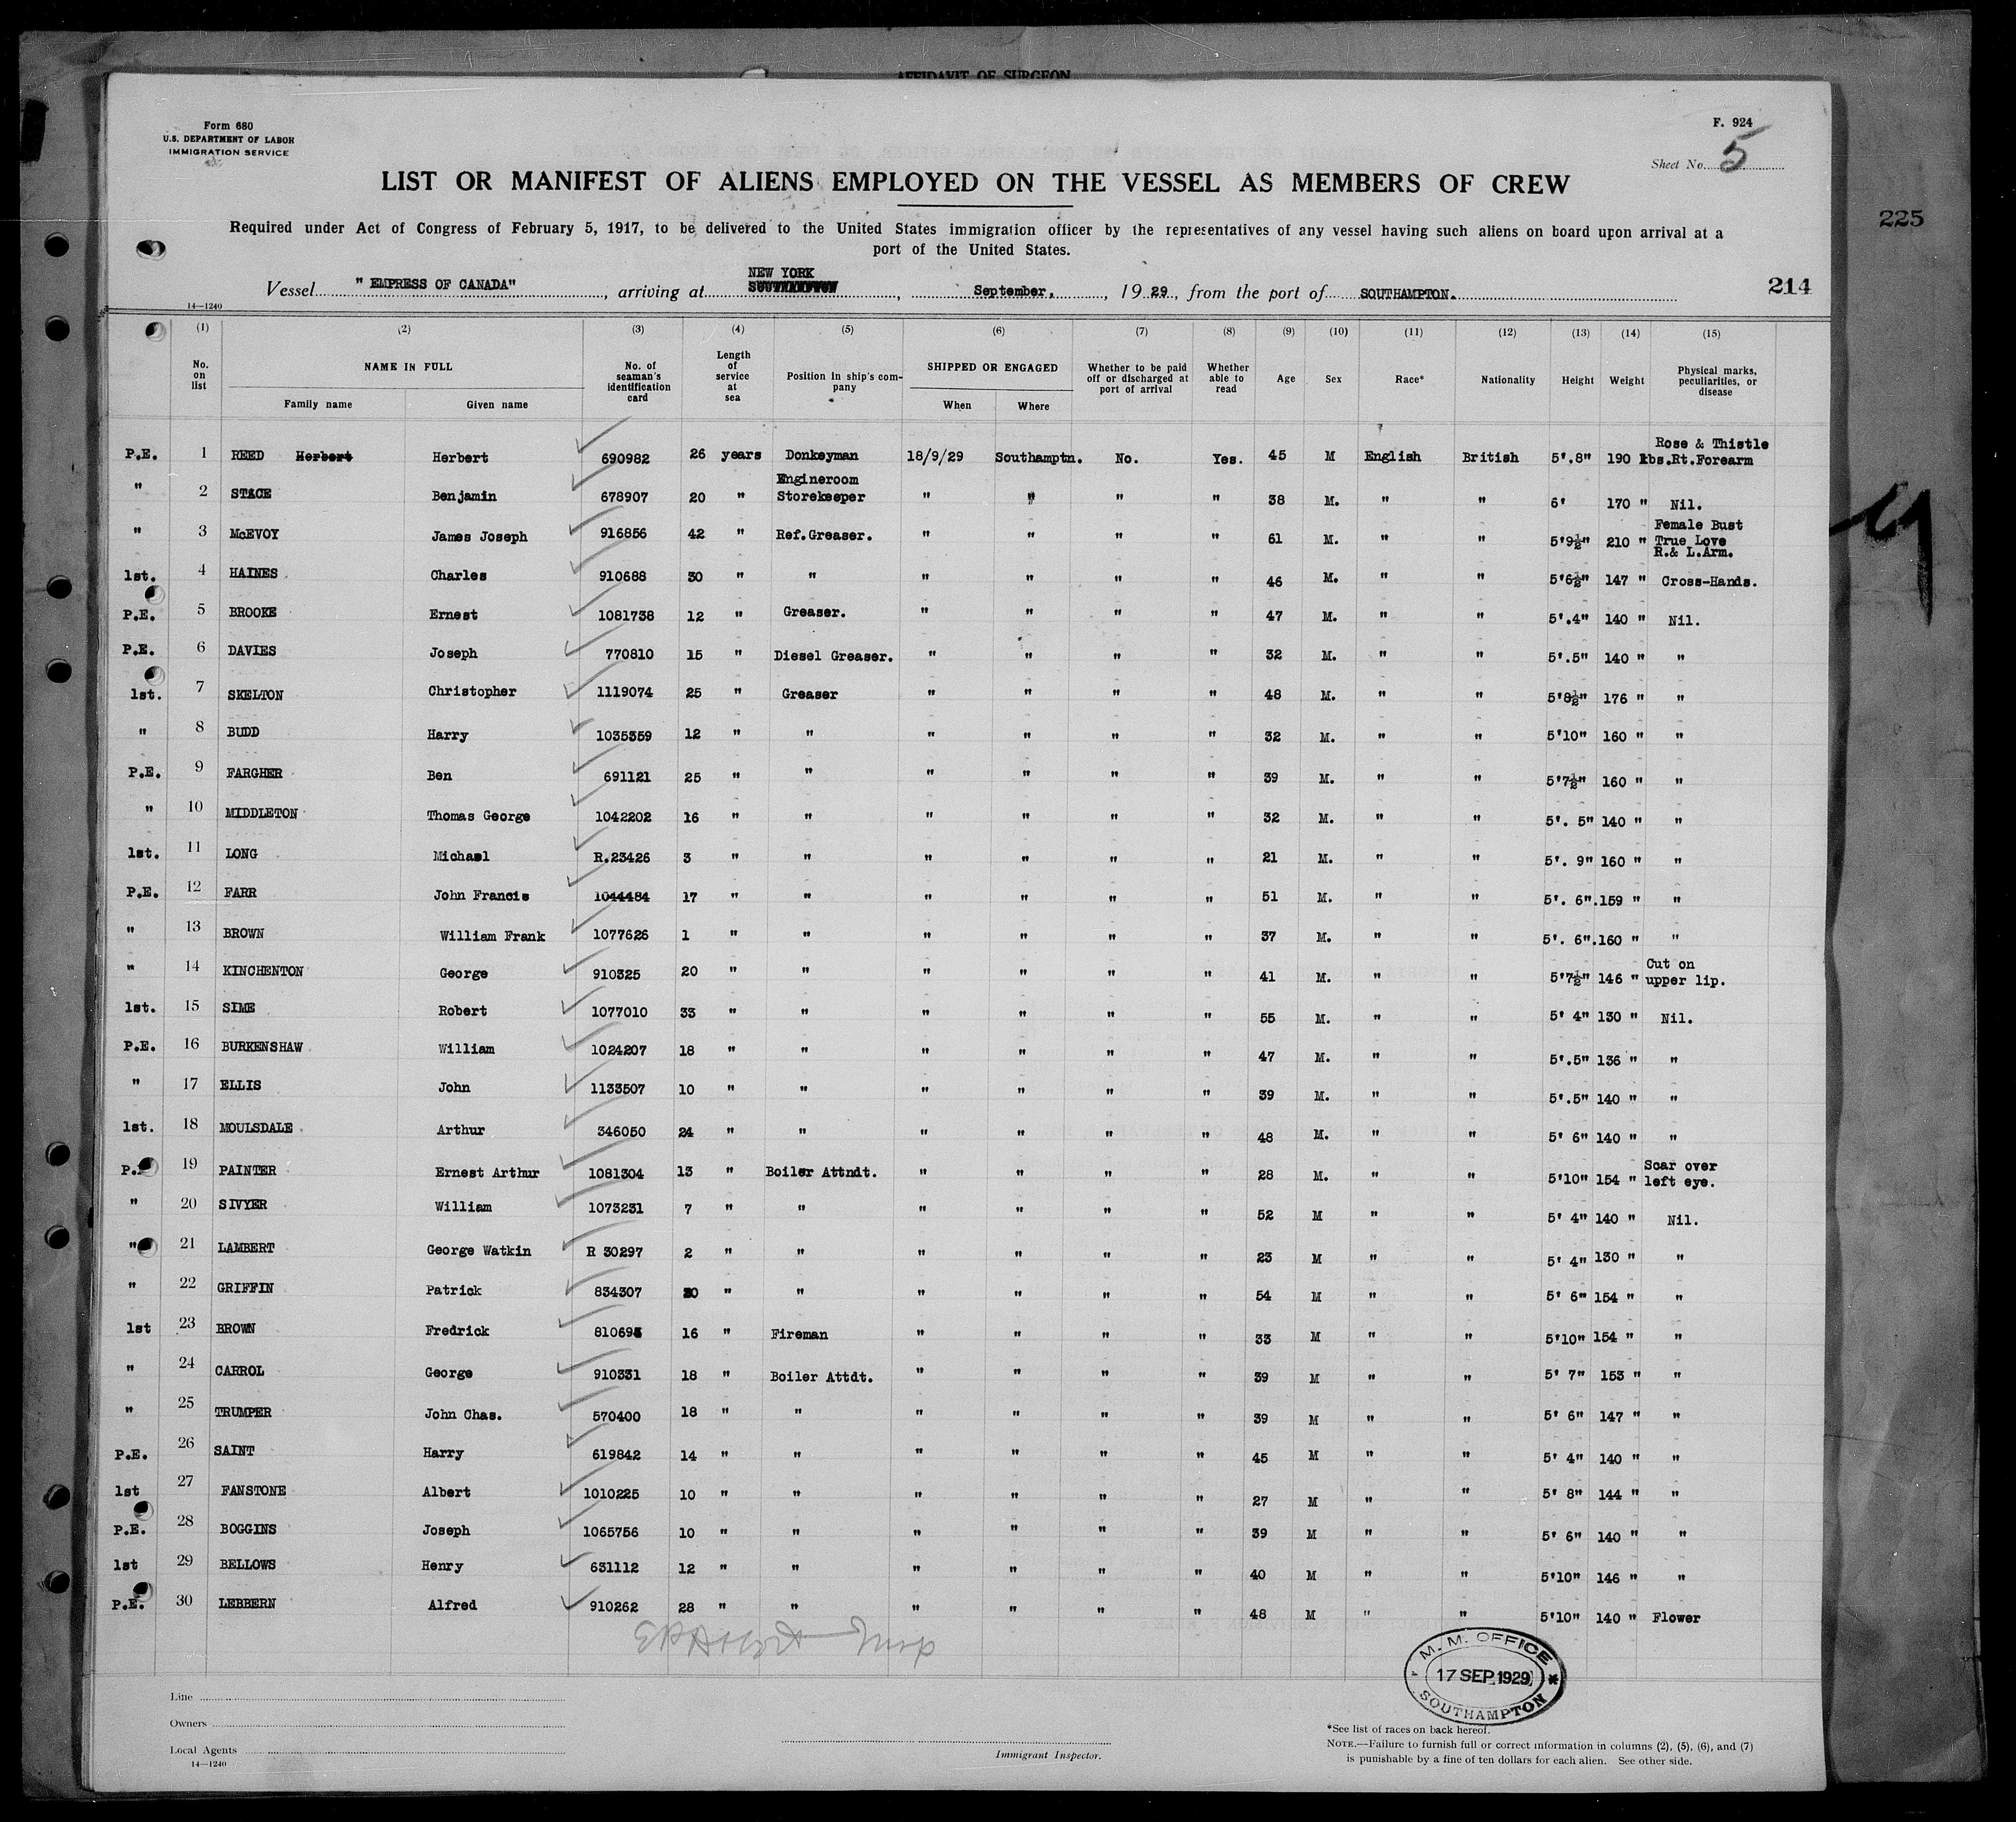 AFFIDAVIT OF SURGEON
Form 680
U.S. DEPARTMENT OF LABOR
IMMIGRATION SERVICE
F. 924
Sheet No. 5
225
LIST OR MANIFEST OF ALIENS EMPLOYED ON THE VESSEL AS MEMBERS OF CREW
Required under Act of Congress of February 5, 1917, to be delivered to the United States immigration officer by the representatives of any vessel having such aliens on board upon arrival at a
port of the United States.
Vessel " EMPRESS OF CANADA" , arriving at NEW YORK SOUTHAMPTON , September, , 19 29 , from the port of SOUTHAMPTON.
214
14—1240
(1) (2) (3) (4) (5) (6) (7) (8) (9) (10) (11) (12) (13) (14) (15)
No. on list NAME IN FULL Family name Given name No. of seaman's identification card Length of service at sea Position in ship's company SHIPPED OR ENGAGED When Where Whether to be paid off or discharged at port of arrival Whether able to read Age Sex Race* Nationality Height Weight Physical marks, peculiarities, or disease
P.E. 1 REED Herbert Herbert 690982 26 years Donkeyman 18/9/29 Southamptn. No. Yes. 45 M English British 5'.8" 190 lbs. Rose & Thistle Rt.Forearm
" 2 STACE Benjamin 678907 20 " Engineroom Storekeeper " " " " 38 M. " " 6' 170 " Nil.
" 3 McEVOY James Joseph 916856 42 " Ref.Greaser. " " " " 61 M. " " 5'9½" 210 " Female Bust True Love R.& L.Arm.
1st. 4 HAINES Charles 910688 30 " " " " " " 46 M. " " 5'6½" 147 " Cross-Hands.
P.E. 5 BROOKE Ernest 1081738 12 " Greaser. " " " " 47 M. " " 5'.4" 140 " Nil.
P.E. 6 DAVIES Joseph 770810 15 " Diesel Greaser. " " " " 32 M. " " 5'.5" 140 " "
1st. 7 SKELTON Christopher 1119074 25 " Greaser " " " " 48 M. " " 5'8½" 176 " "
" 8 BUDD Harry 1035359 12 " " " " " " 32 M. " " 5'10" 160 " "
P.E. 9 FARGHER Ben 691121 25 " " " " " " 39 M. " " 5'7½" 160 " "
" 10 MIDDLETON Thomas George 1042202 16 " " " " " " 32 M. " " 5'. 5" 140 " "
1st. 11 LONG Michael R.23426 3 " " " " " " 21 M. " " 5'. 9" 160 " "
P.E. 12 FARR John Francis 1044484 17 " " " " " " 51 M. " " 5'. 6". 159 " "
" 13 BROWN William Frank 1077626 1 " " " " " " 37 M. " " 5'. 6". 160 " "
" 14 KINCHENTON George 910325 20 " " " " " " 41 M. " " 5'7½" 146 " Cut on upper lip.
1st. 15 SIME Robert 1077010 33 " " " " " " 55 M. " " 5' 4" 130 " Nil.
P.E. 16 BURKENSHAW William 1024207 18 " " " " " " 47 M. " " 5'.5" 136 " "
" 17 ELLIS John 1133507 10 " " " " " " 39 M. " " 5'.5" 140 " "
1st. 18 MOULSDALE Arthur 346050 24 " " " " " " 48 M. " " 5' 6" 140 " "
P. 19 PAINTER Ernest Arthur 1081304 13 " Boiler Attndt. " " " " 28 M. " " 5'10" 154 " Scar over left eye.
" 20 SIVYER William 1073231 7 " " " " " " 52 M " " 5' 4" 140 " Nil.
" 21 LAMBERT George Watkin R 30297 2 " " " " " " 23 M " " 5' 4" 130 " "
" 22 GRIFFIN Patrick 834307 20 " " " " " " 54 M " " 5' 6" 154 " "
1st 23 BROWN Fredrick 810693 16 " Fireman " " " " 33 M " " 5'10" 154 " "
" 24 CARROL George 910331 18 " Boiler Attdt. " " " " 39 M " " 5' 7" 153 " "
" 25 TRUMPER John Chas. 570400 18 " " " " " " 39 M " " 5' 6" 147 " "
P.E. 26 SAINT Harry 619842 14 " " " " " " 45 M " " 5' 4" 140 " "
1st 27 FANSTONE Albert 1010225 10 " " " " " " 27 M " " 5' 8" 144 " "
P.E. 28 BOGGINS Joseph 1065756 10 " " " " " " 39 M " " 5' 6" 140 " "
1st 29 BELLOWS Henry 631112 12 " " " " " " 40 M " " 5'10" 146 " "
P.E. 30 LEBBERN Alfred 910262 28 " " " " " " 48 M " " 5'10" 140 " Flower
M. M. OFFICE
17 SEP 1929
SOUTHAMPTON
Line
Owners
Local Agents
14—1240
Immigrant Inspector.
*See list of races on back hereof.
NOTE.—Failure to furnish full or correct information in columns (2), (5), (6), and (7)
is punishable by a fine of ten dollars for each alien. See other side.